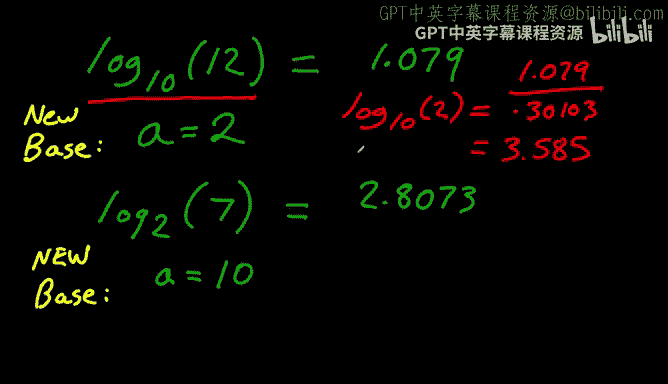 GPT中英字幕课程资源@bilibili.com
GPT中英字幕课程资源 bilibili
log₁₀(12) = 1.079
New Base: a = 2
log₁₀(2) = 1.079 / .30103
= 3.585
log₂(7) = 2.8073
NEW Base: a = 10